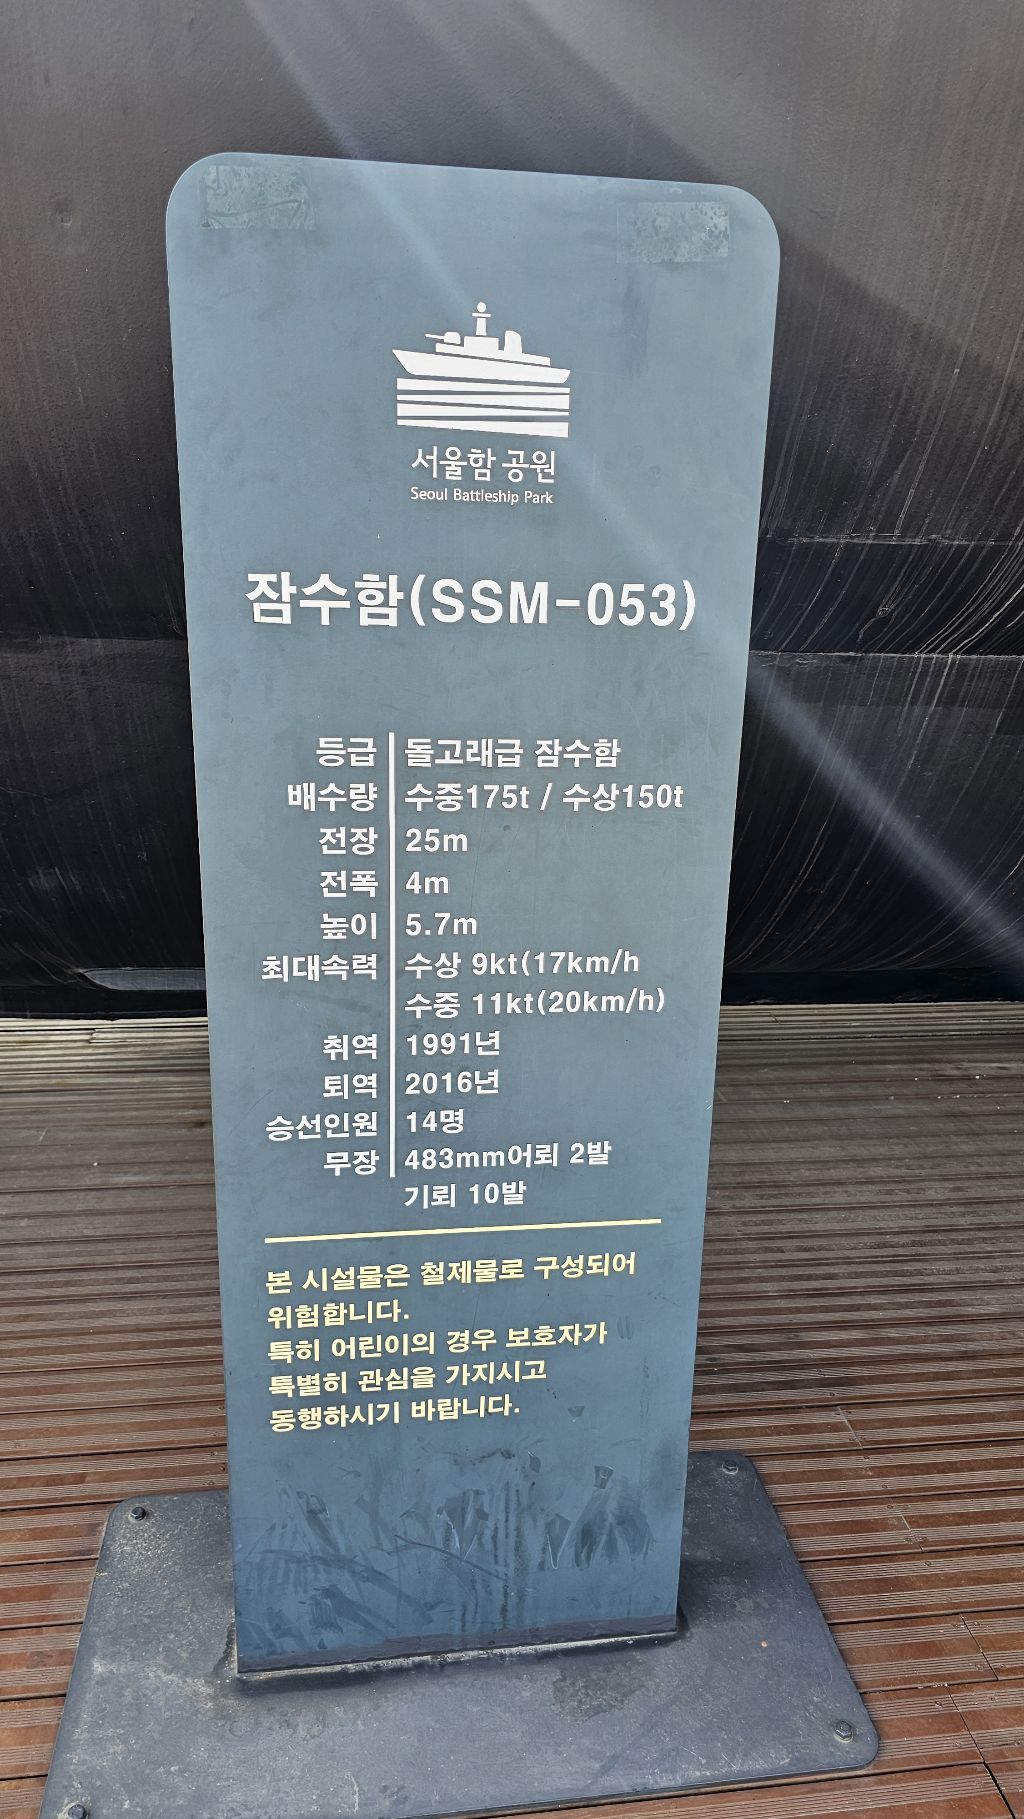 서울함 공원
Seoul Battleship Park
잠수함(SSM-053)
등급 돌고래급 잠수함
배수량 수중175t / 수상150t
전장 25m
전폭 4m
높이 5.7m
최대속력 수상 9kt(17km/h
수중 11kt(20km/h)
취역 1991년
퇴역 2016년
승선인원 14명
무장 483mm어뢰 2발
기뢰 10발
본 시설물은 철제물로 구성되어
위험합니다.
특히 어린이의 경우 보호자가
특별히 관심을 가지시고
동행하시기 바랍니다.